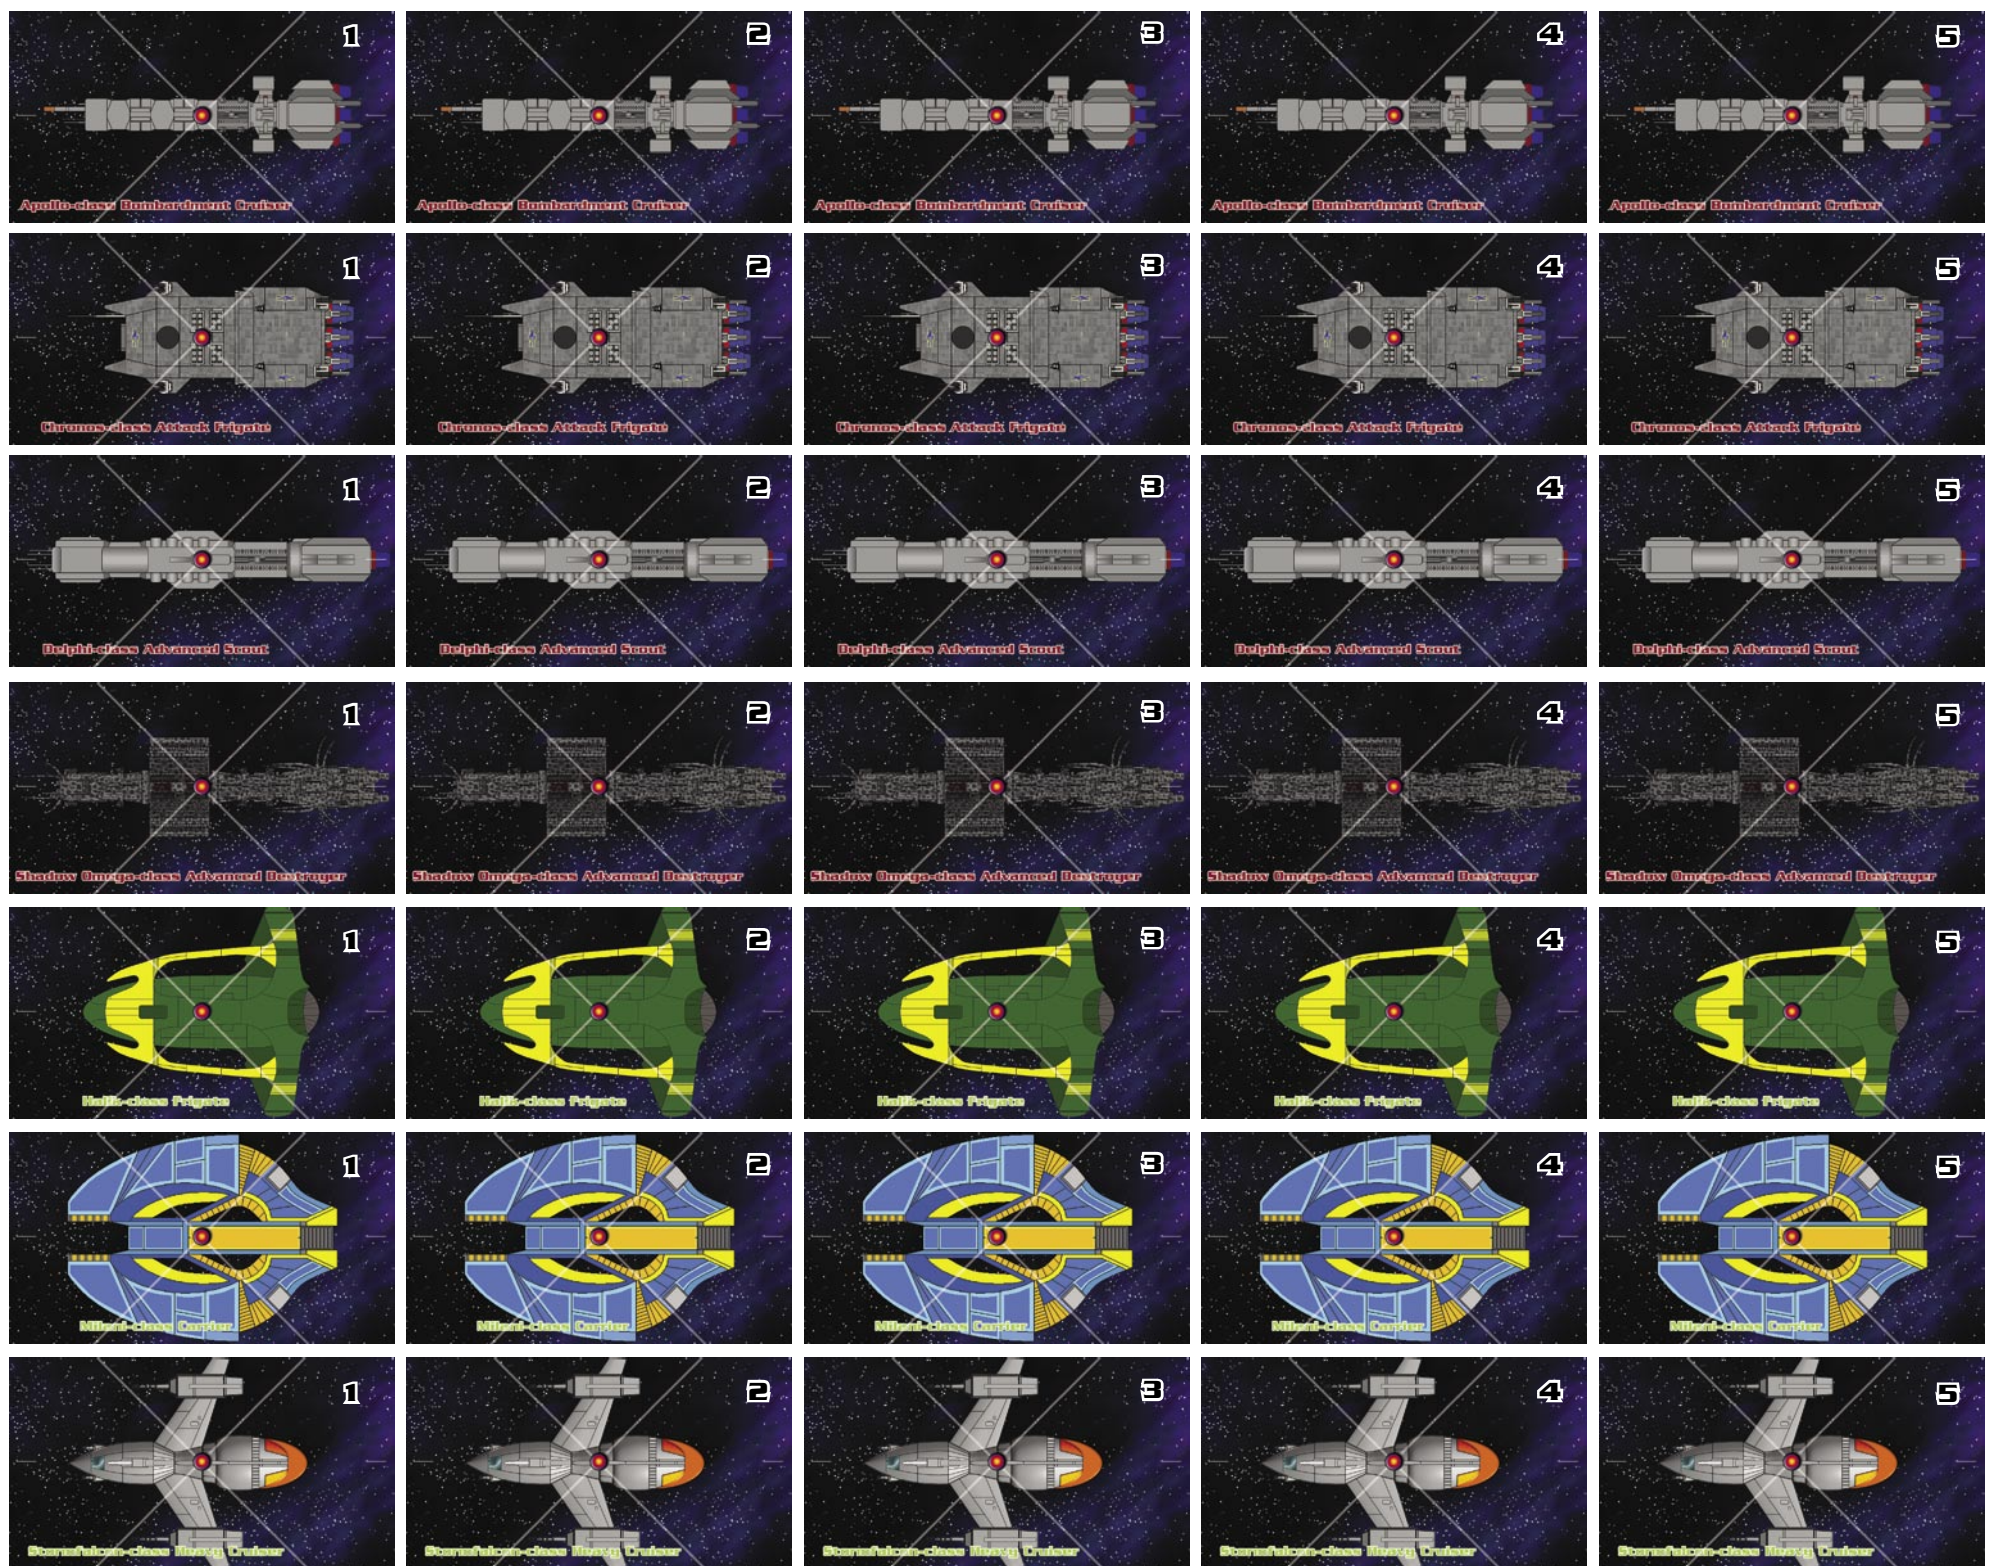 1 2 3 4 5
Apollo-class Bombardment Cruiser Apollo-class Bombardment Cruiser Apollo-class Bombardment Cruiser Apollo-class Bombardment Cruiser Apollo-class Bombardment Cruiser
1 2 3 4 5
Chronos-class Attack Frigate Chronos-class Attack Frigate Chronos-class Attack Frigate Chronos-class Attack Frigate Chronos-class Attack Frigate
1 2 3 4 5
Delphi-class Advanced Scout Delphi-class Advanced Scout Delphi-class Advanced Scout Delphi-class Advanced Scout Delphi-class Advanced Scout
1 2 3 4 5
Shadow Omega-class Advanced Destroyer Shadow Omega-class Advanced Destroyer Shadow Omega-class Advanced Destroyer Shadow Omega-class Advanced Destroyer Shadow Omega-class Advanced Destroyer
1 2 3 4 5
Halik-class Frigate Halik-class Frigate Halik-class Frigate Halik-class Frigate Halik-class Frigate
1 2 3 4 5
Milani-class Carrier Milani-class Carrier Milani-class Carrier Milani-class Carrier Milani-class Carrier
1 2 3 4 5
Stormfalcon-class Heavy Cruiser Stormfalcon-class Heavy Cruiser Stormfalcon-class Heavy Cruiser Stormfalcon-class Heavy Cruiser Stormfalcon-class Heavy Cruiser